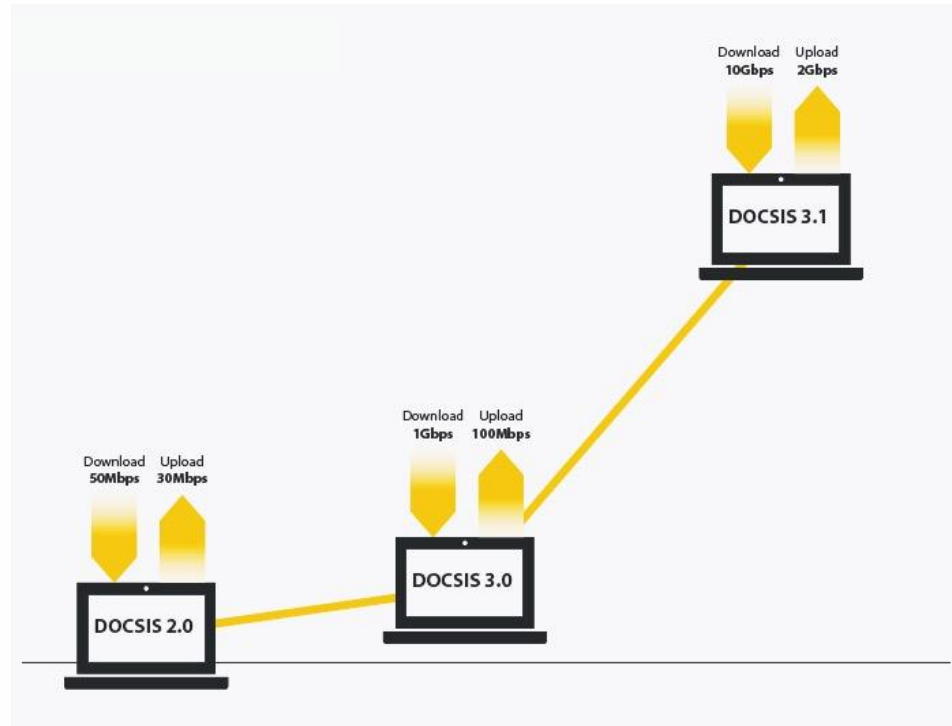 Download Upload
10Gbps 2Gbps
DOCSIS 3.1
Download Upload
1Gbps 100Mbps
DOCSIS 3.0
Download Upload
50Mbps 30Mbps
DOCSIS 2.0